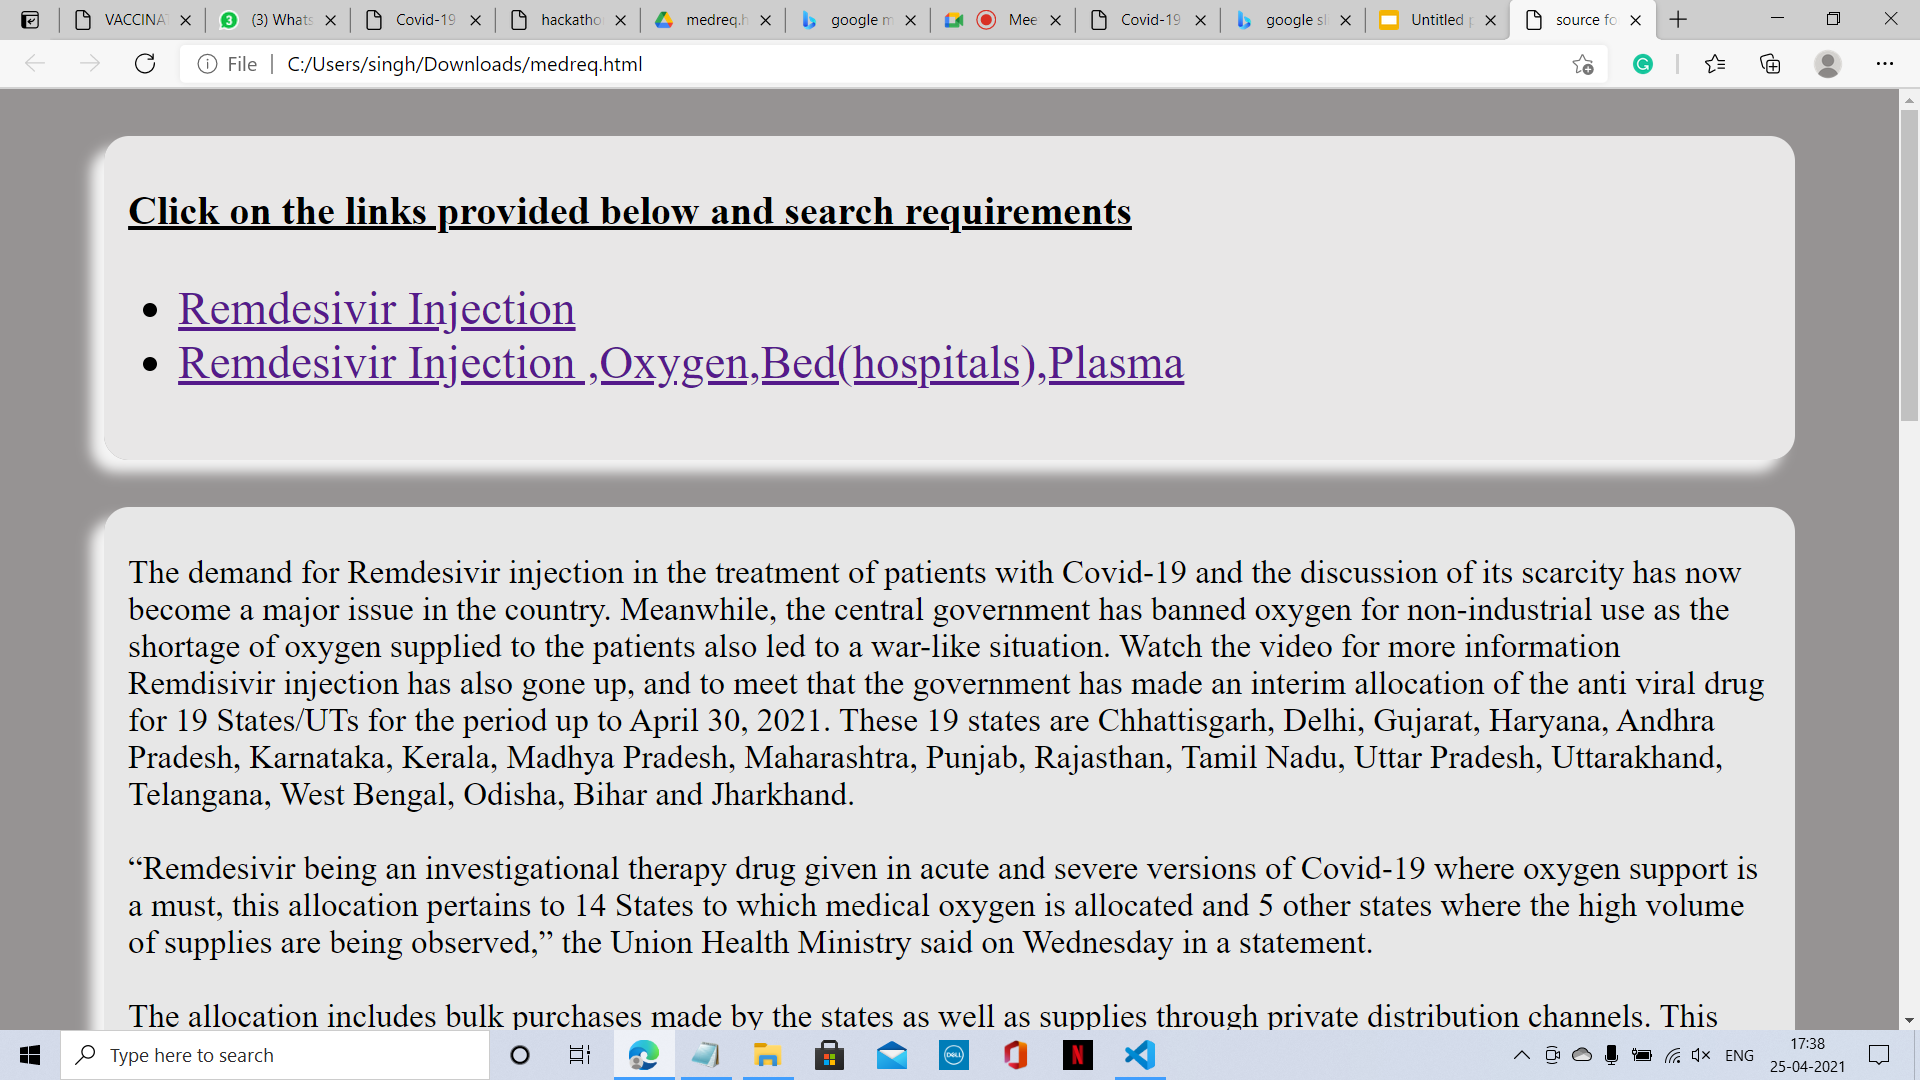 VACCINA
(3) Whats
Covid-19
hackatho
medreq.h
google m
Mee
Covid-19
google sl
Untitled p
source fo
File
C:/Users/singh/Downloads/medreq.html
Click on the links provided below and search requirements
Remdesivir Injection
Remdesivir Injection ,Oxygen,Bed(hospitals),Plasma
The demand for Remdesivir injection in the treatment of patients with Covid-19 and the discussion of its scarcity has now
become a major issue in the country. Meanwhile, the central government has banned oxygen for non-industrial use as the
shortage of oxygen supplied to the patients also led to a war-like situation. Watch the video for more information
Remdisivir injection has also gone up, and to meet that the government has made an interim allocation of the anti viral drug
for 19 States/UTs for the period up to April 30, 2021. These 19 states are Chhattisgarh, Delhi, Gujarat, Haryana, Andhra
Pradesh, Karnataka, Kerala, Madhya Pradesh, Maharashtra, Punjab, Rajasthan, Tamil Nadu, Uttar Pradesh, Uttarakhand,
Telangana, West Bengal, Odisha, Bihar and Jharkhand.
“Remdesivir being an investigational therapy drug given in acute and severe versions of Covid-19 where oxygen support is
a must, this allocation pertains to 14 States to which medical oxygen is allocated and 5 other states where the high volume
of supplies are being observed,” the Union Health Ministry said on Wednesday in a statement.
The allocation includes bulk purchases made by the states as well as supplies through private distribution channels. This
Type here to search
DELL
N
ENG
17:38
25-04-2021